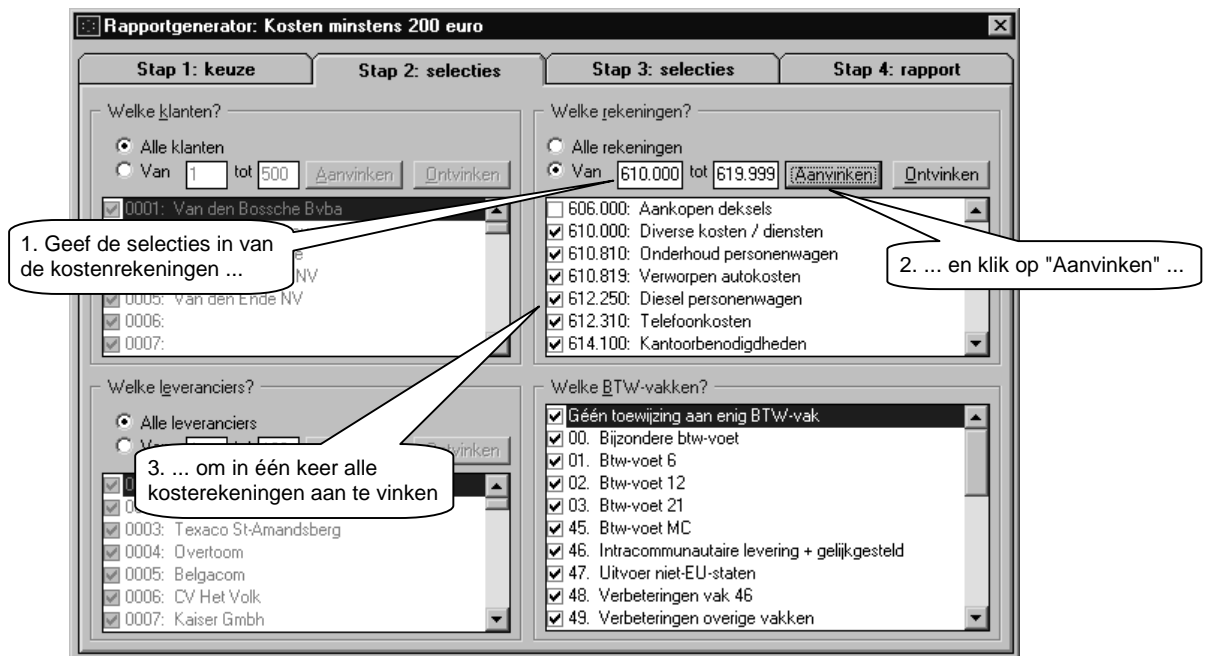 Rapportgenerator: Kosten minstens 200 euro
Stap 1: keuze
Stap 2: selecties
Stap 3: selecties
Stap 4: rapport
Welke klanten?
Alle klanten
Van 1 tot 500 Aanvinken Ontvinken
0001: Van den Bossche Bvba
NV
0005: Van den Ende NV
0006:
0007:
Welke rekeningen?
Alle rekeningen
Van 610.000 tot 619.999 Aanvinken Ontvinken
606.000: Aankopen deksels
610.000: Diverse kosten / diensten
610.810: Onderhoud personenwagen
610.819: Verworpen autokosten
612.250: Diesel personenwagen
612.310: Telefoonkosten
614.100: Kantoorbenodigdheden
1. Geef de selecties in van
de kostenrekeningen ...
2. ... en klik op "Aanvinken" ...
3. ... om in één keer alle
kosterekeningen aan te vinken
Welke leveranciers?
Alle leveranciers
0003: Texaco St-Amandsberg
0004: Overtoom
0005: Belgacom
0006: CV Het Volk
0007: Kaiser Gmbh
Welke BTW-vakken?
Géén toewijzing aan enig BTW-vak
00. Bijzondere btw-voet
01. Btw-voet 6
02. Btw-voet 12
03. Btw-voet 21
45. Btw-voet MC
46. Intracommunautaire levering + gelijkgesteld
47. Uitvoer niet-EU-staten
48. Verbeteringen vak 46
49. Verbeteringen overige vakken